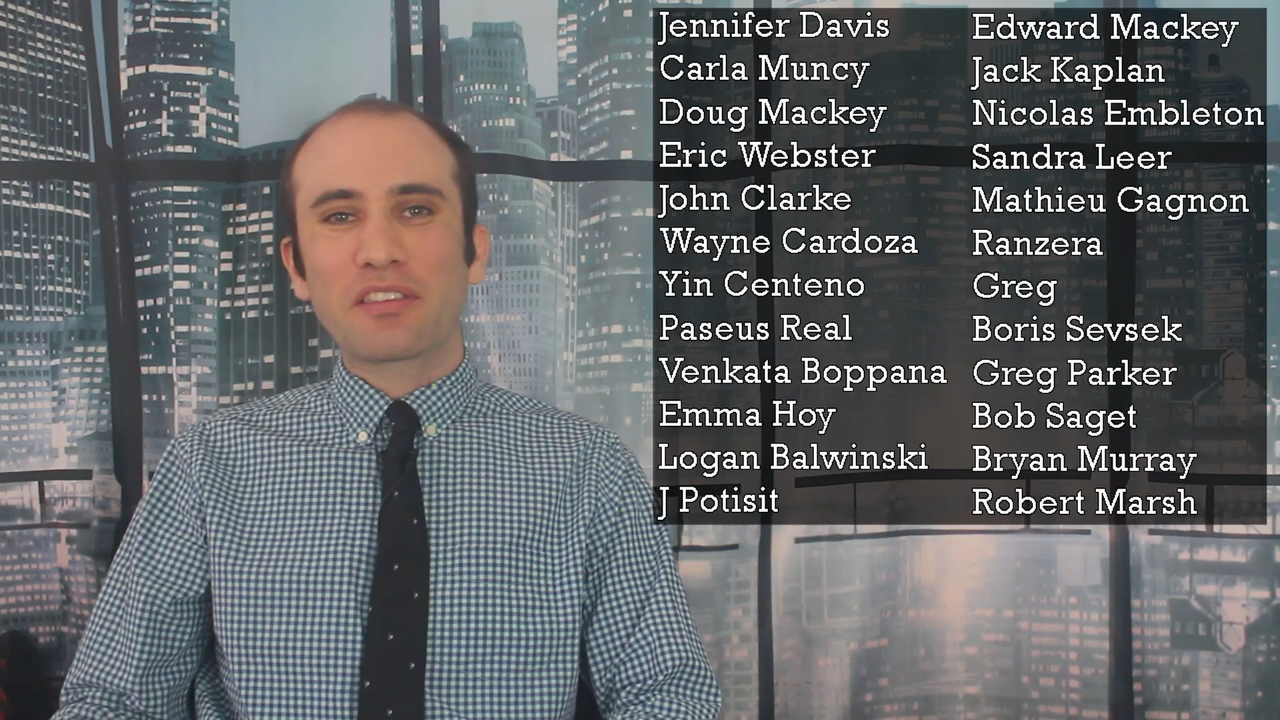 Jennifer Davis
Carla Muncy
Doug Mackey
Eric Webster
John Clarke
Wayne Cardoza
Yin Centeno
Paseus Real
Venkata Boppana
Emma Hoy
Logan Balwinski
J Potisit
Edward Mackey
Jack Kaplan
Nicolas Embleton
Sandra Leer
Mathieu Gagnon
Ranzera
Greg
Boris Sevsek
Greg Parker
Bob Saget
Bryan Murray
Robert Marsh